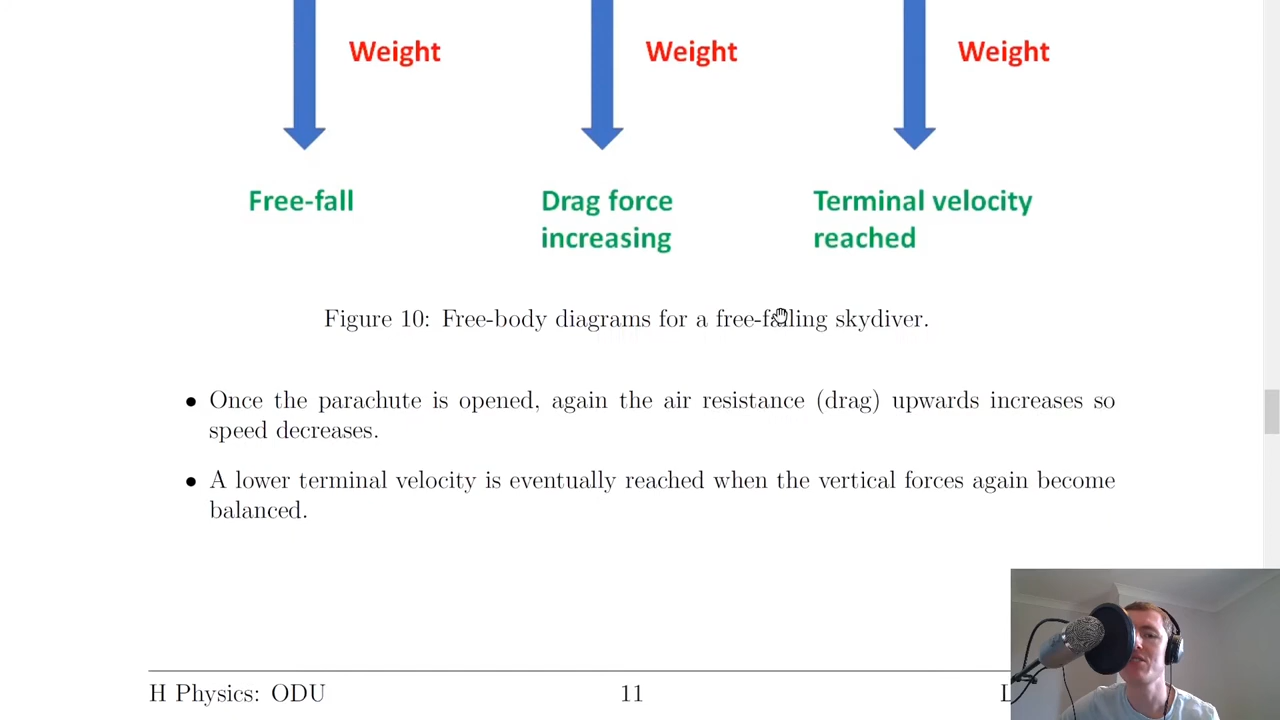 Weight Weight Weight
Free-fall Drag force increasing Terminal velocity reached
Figure 10: Free-body diagrams for a free-falling skydiver.
• Once the parachute is opened, again the air resistance (drag) upwards increases so
speed decreases.
• A lower terminal velocity is eventually reached when the vertical forces again become
balanced.
H Physics: ODU 11